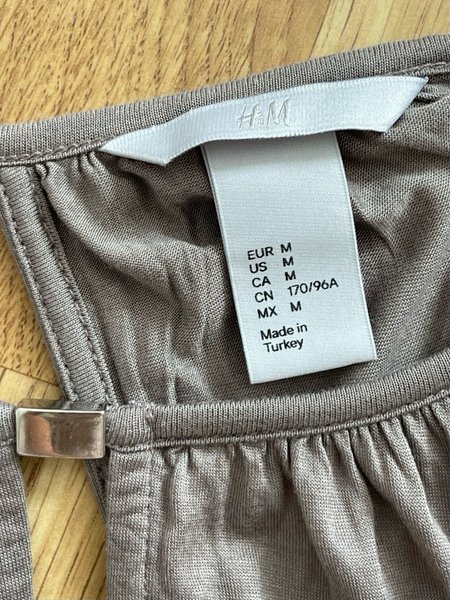 H&M
EUR M
US M
CA M
CN 170/96A
MX M
Made in
Turkey